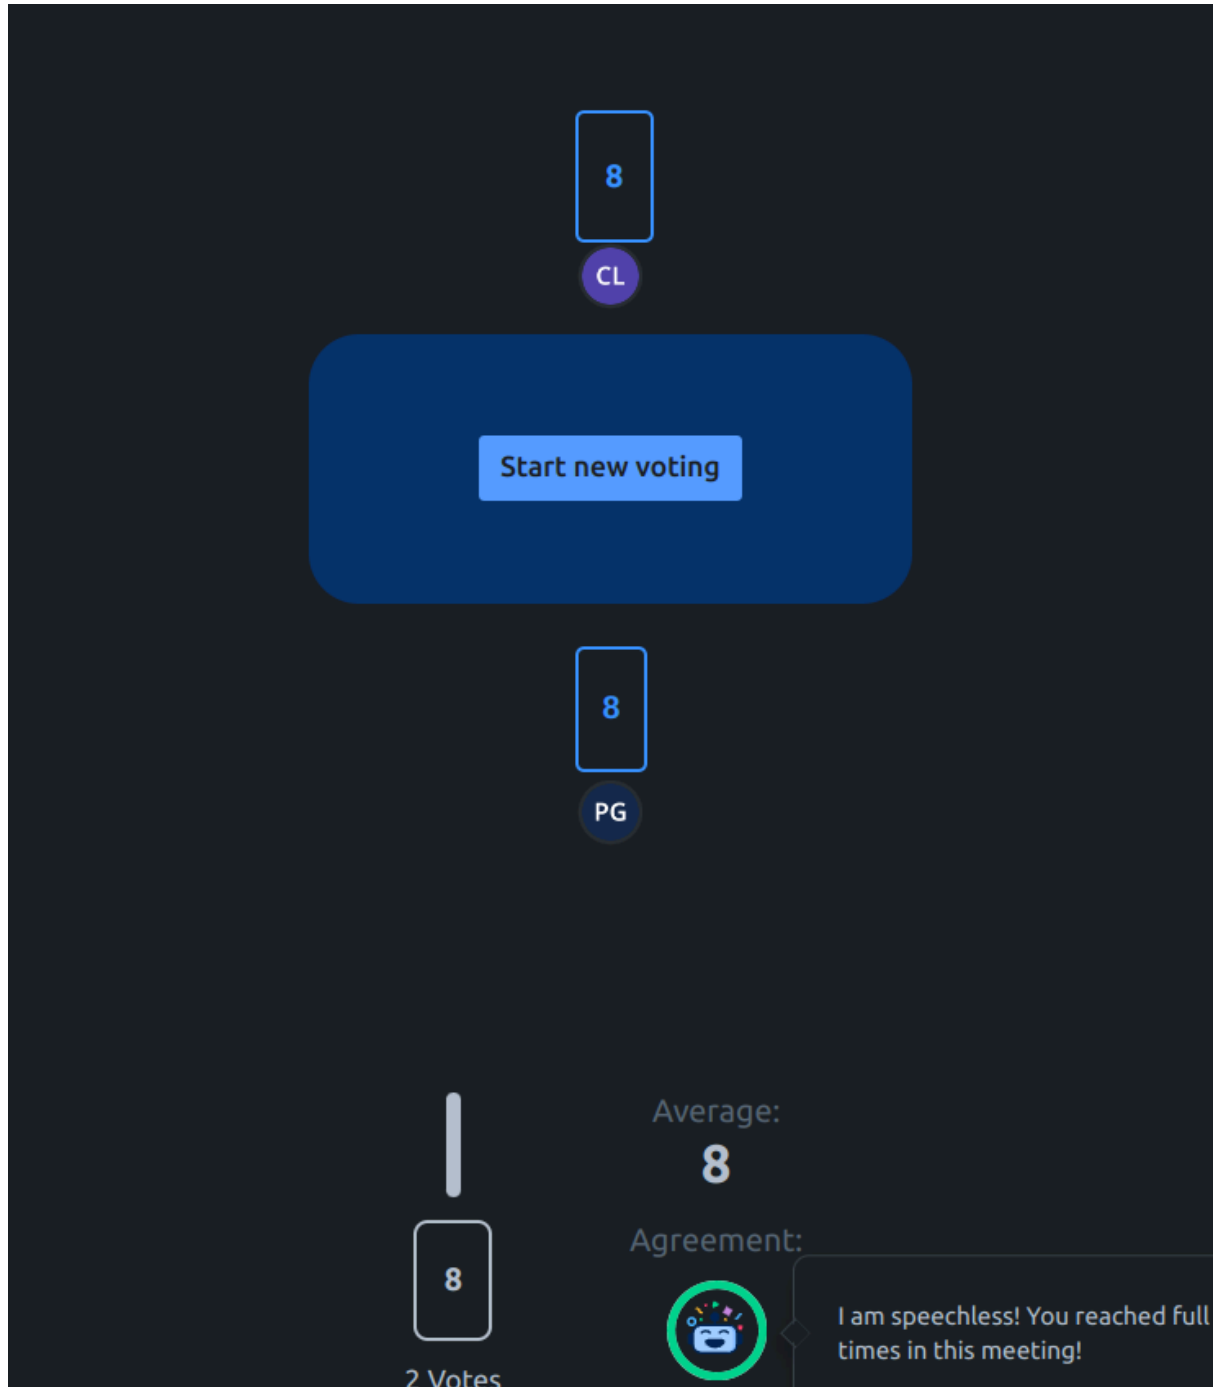 8
CL
Start new voting
8
PG
Average:
8
Agreement:
8
I am speechless! You reached full
times in this meeting!
2 Votes